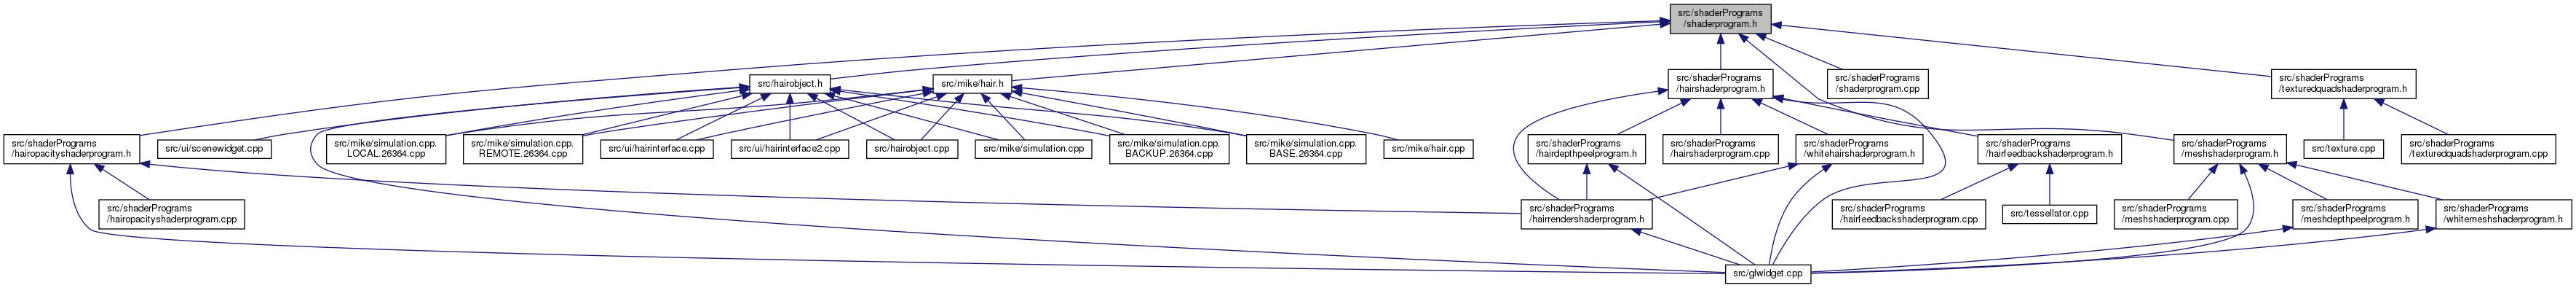 src/shaderPrograms
/shaderprogram.h
src/hairobject.h
src/mike/hair.h
src/shaderPrograms
/hairshaderprogram.h
src/shaderPrograms
/shaderprogram.cpp
src/shaderPrograms
/texturedquadshaderprogram.h
src/shaderPrograms
/hairopacityshaderprogram.h
src/ui/scenewidget.cpp
src/mike/simulation.cpp.
LOCAL.26364.cpp
src/mike/simulation.cpp.
REMOTE.26364.cpp
src/ui/hairinterface.cpp
src/ui/hairinterface2.cpp
src/hairobject.cpp
src/mike/simulation.cpp
src/mike/simulation.cpp.
BACKUP.26364.cpp
src/mike/simulation.cpp.
BASE.26364.cpp
src/mike/hair.cpp
src/shaderPrograms
/hairdepthpeelprogram.h
src/shaderPrograms
/hairshaderprogram.cpp
src/shaderPrograms
/whitehairshaderprogram.h
src/shaderPrograms
/hairfeedbackshaderprogram.h
src/shaderPrograms
/meshshaderprogram.h
src/texture.cpp
src/shaderPrograms
/texturedquadshaderprogram.cpp
src/shaderPrograms
/hairopacityshaderprogram.cpp
src/shaderPrograms
/hairrendershaderprogram.h
src/shaderPrograms
/hairfeedbackshaderprogram.cpp
src/tessellator.cpp
src/shaderPrograms
/meshshaderprogram.cpp
src/shaderPrograms
/meshdepthpeelprogram.h
src/shaderPrograms
/whitemeshshaderprogram.h
src/glwidget.cpp